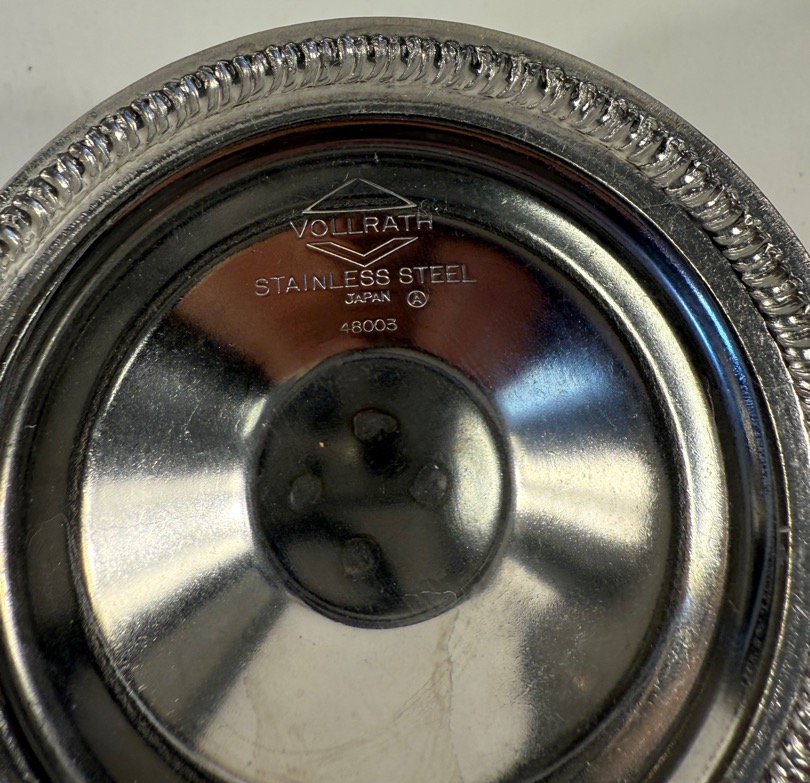 VOLLRATH
STAINLESS STEEL
JAPAN Ⓐ
48003